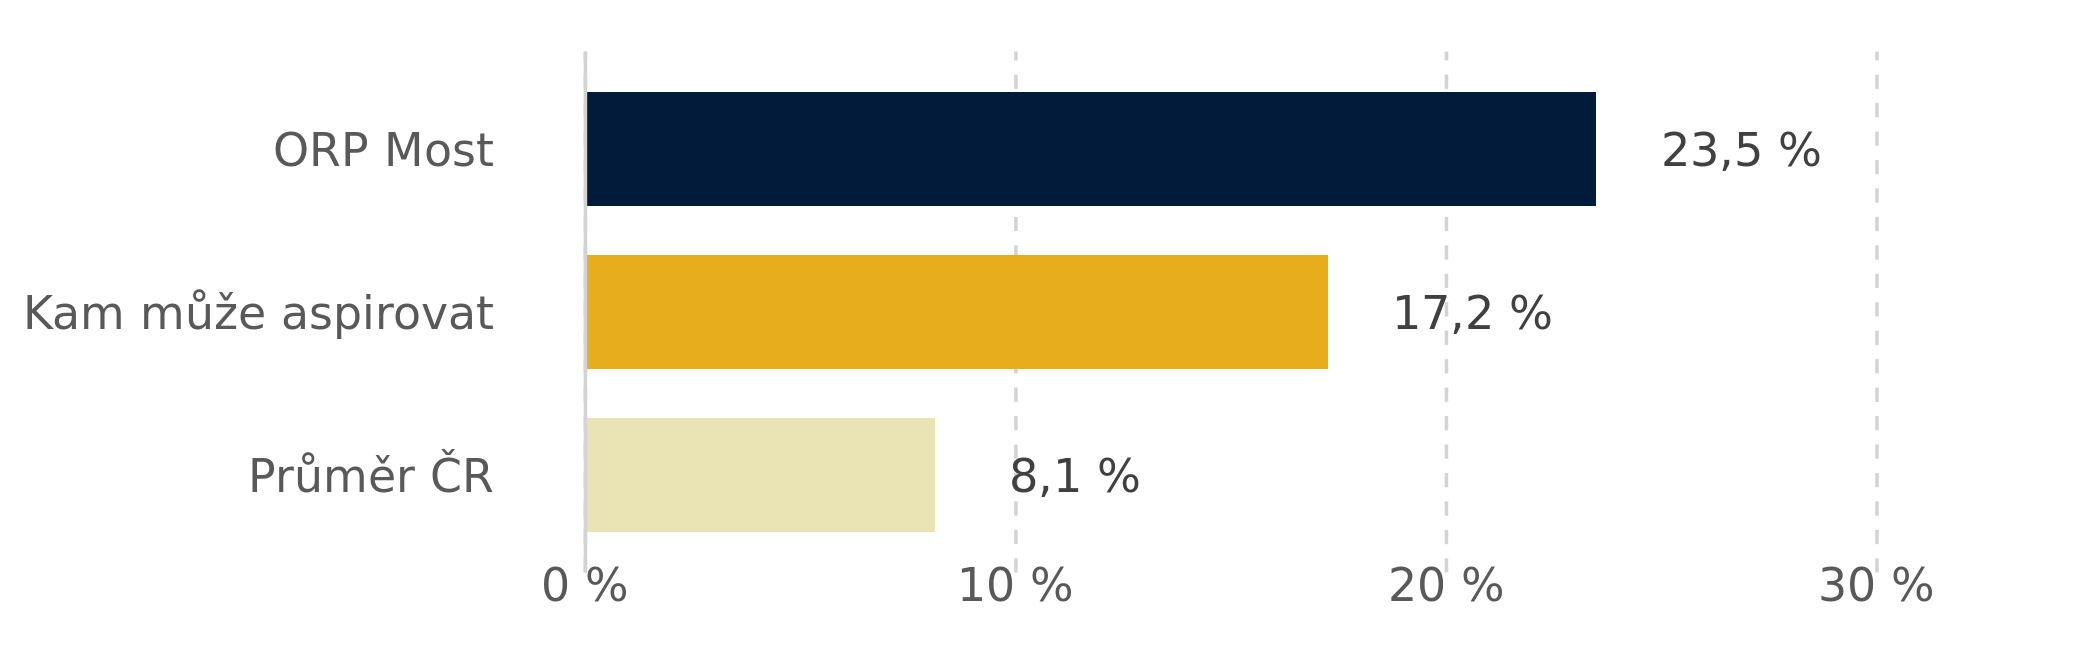 ORP Most
23,5 %
Kam může aspirovat
17,2 %
Průměr ČR
8,1 %
0 %
10 %
20 %
30 %